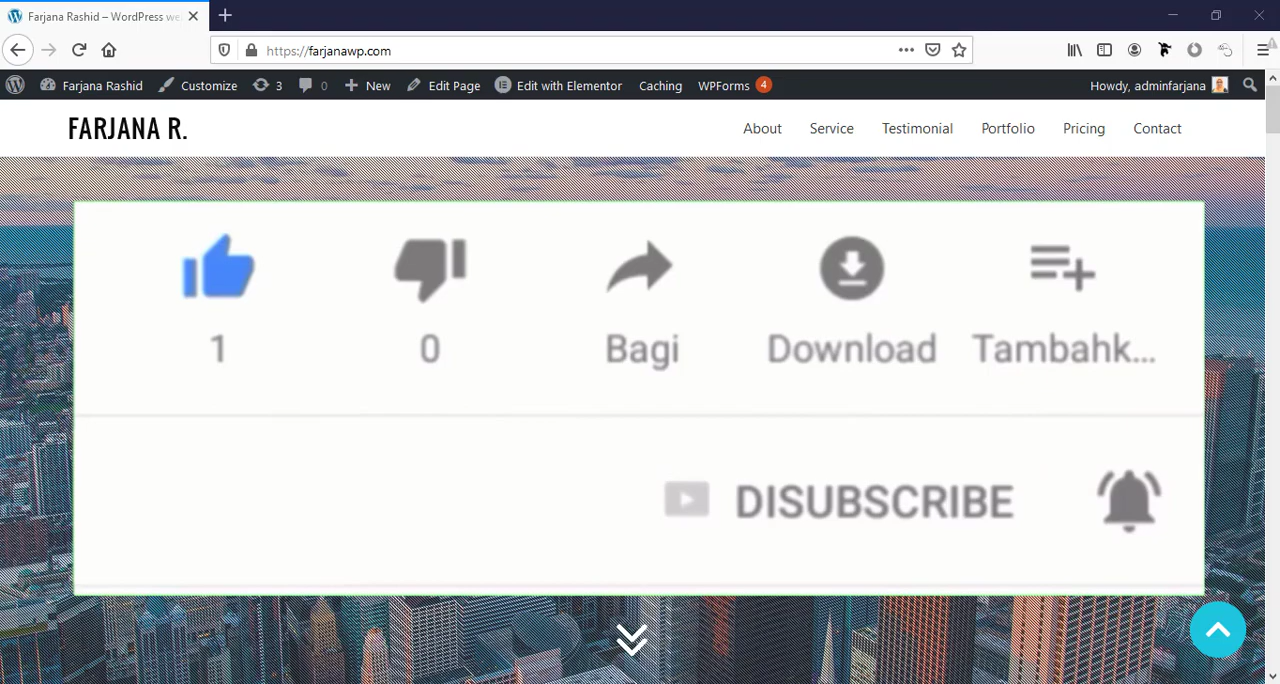 Farjana Rashid – WordPress we
https://farjanawp.com
Farjana Rashid Customize 3 0 New Edit Page Edit with Elementor Caching WPForms 4 Howdy, adminfarjana
FARJANA R. About Service Testimonial Portfolio Pricing Contact
1 0 Bagi Download Tambahk...
DISUBSCRIBE